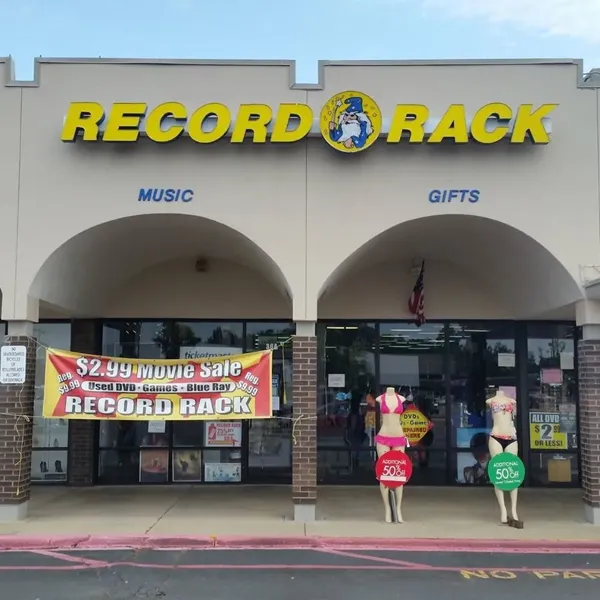 RECORD RACK
MUSIC
GIFTS
ticketmaster
$2.99 Movie Sale
Reg. $9.99
Used DVD • Games • Blue Ray
Reg. $9.99
RECORD RACK
DVDs
ADDITIONAL
50% OFF
ADDITIONAL
50% OFF
ALL DVD
$2
OR LESS!
NO PAR